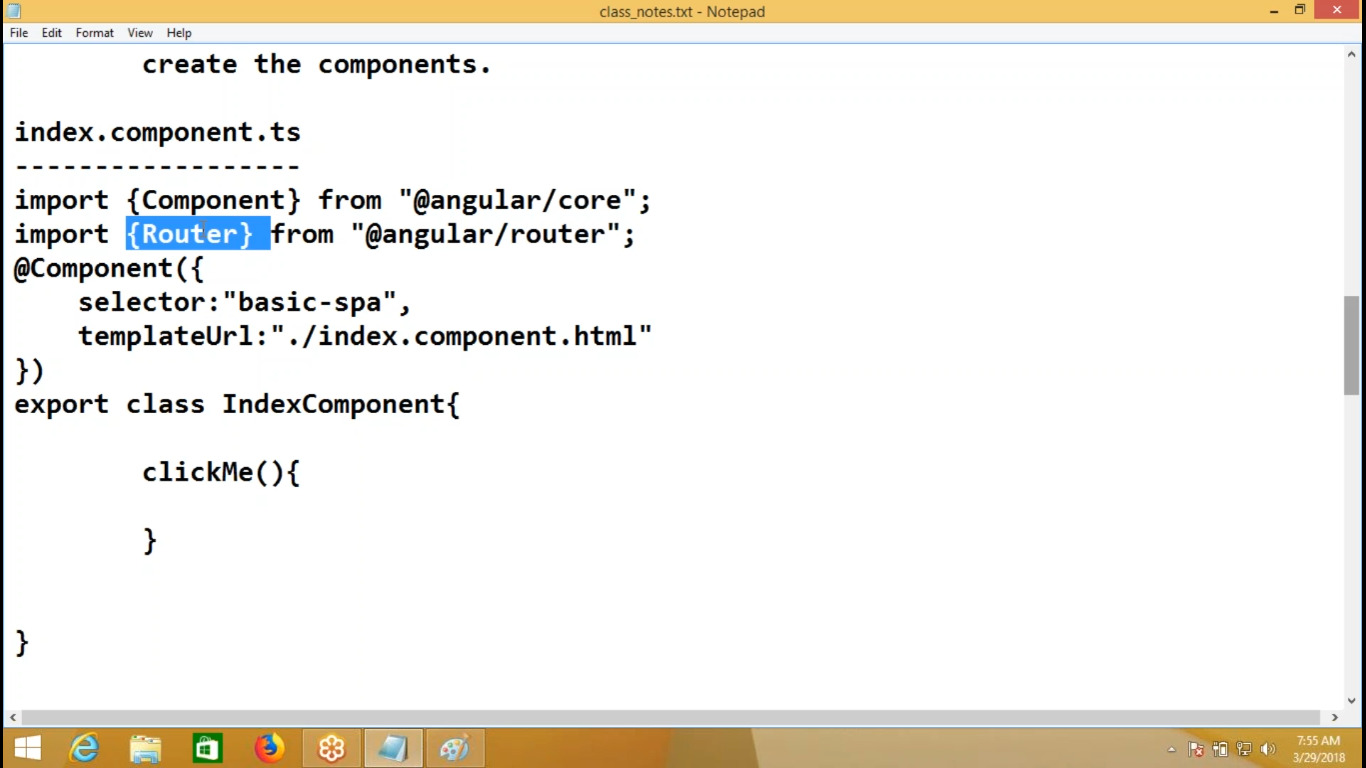 class_notes.txt - Notepad
File Edit Format View Help
create the components.
index.component.ts
------------------
import {Component} from "@angular/core";
import {Router} from "@angular/router";
@Component({
selector:"basic-spa",
templateUrl:"./index.component.html"
})
export class IndexComponent{
clickMe(){
}
}
7:55 AM
3/29/2018